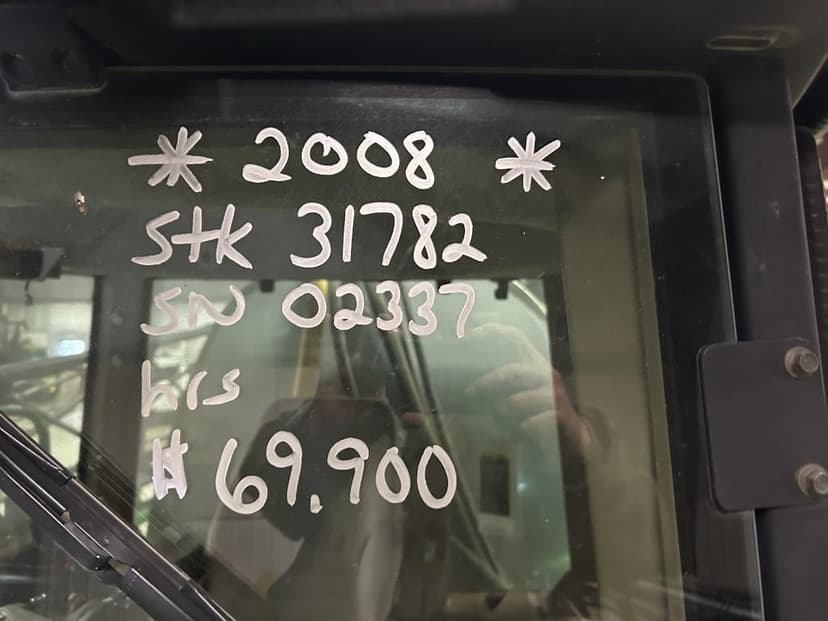 * 2008 *
Stk 31782
SN 02337
hrs
$ 69,900